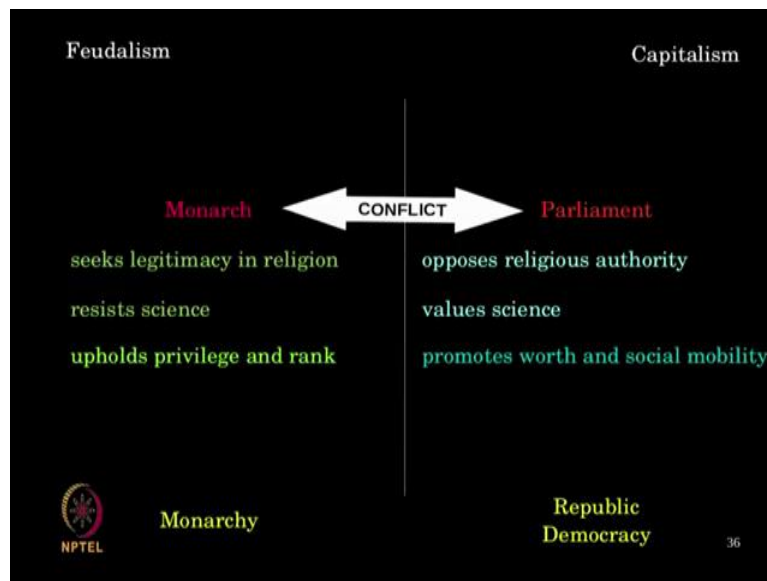 Feudalism
Capitalism
Monarch
CONFLICT
Parliament
seeks legitimacy in religion
opposes religious authority
resists science
values science
upholds privilege and rank
promotes worth and social mobility
Monarchy
Republic
Democracy
NPTEL
36